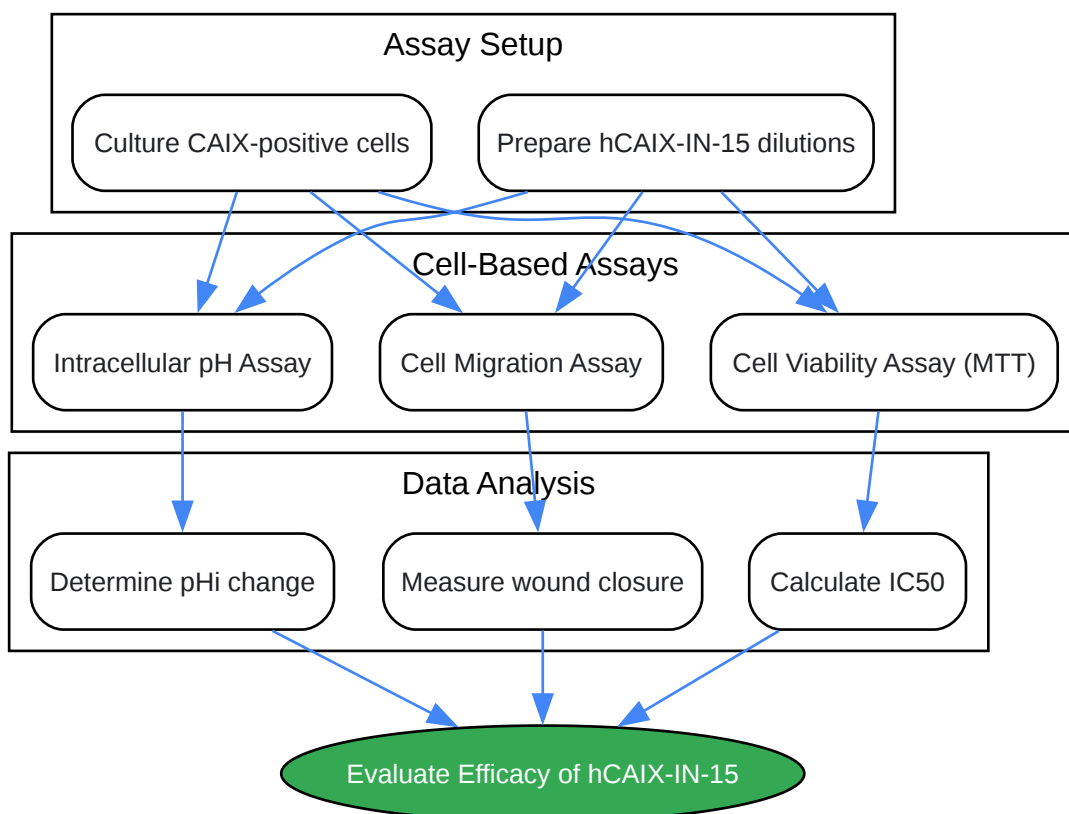 Assay Setup
Culture CAIX-positive cells
Prepare hCAIX-IN-15 dilutions
Cell-Based Assays
Intracellular pH Assay
Cell Migration Assay
Cell Viability Assay (MTT)
Data Analysis
Determine pHi change
Measure wound closure
Calculate IC50
Evaluate Efficacy of hCAIX-IN-15